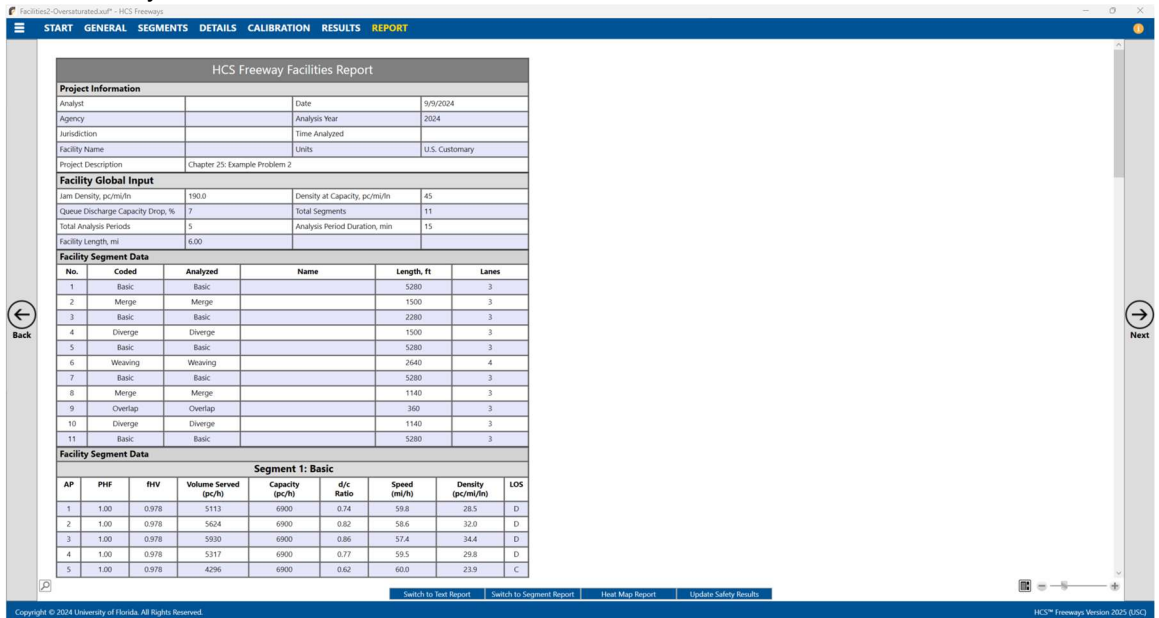 Facilities2-Oversaturated.xuf* - HCS Freeways
START GENERAL SEGMENTS DETAILS CALIBRATION RESULTS REPORT
HCS Freeway Facilities Report
Project Information
Analyst Date 9/9/2024
Agency Analysis Year 2024
Jurisdiction Time Analyzed
Facility Name Units U.S. Customary
Project Description Chapter 25: Example Problem 2
Facility Global Input
Jam Density, pc/mi/ln 190.0 Density at Capacity, pc/mi/ln 45
Queue Discharge Capacity Drop, % 7 Total Segments 11
Total Analysis Periods 5 Analysis Period Duration, min 15
Facility Length, mi 6.00
Facility Segment Data
No. Coded Analyzed Name Length, ft Lanes
1 Basic Basic 5280 3
2 Merge Merge 1500 3
3 Basic Basic 2280 3
4 Diverge Diverge 1500 3
5 Basic Basic 5280 3
6 Weaving Weaving 2640 4
7 Basic Basic 5280 3
8 Merge Merge 1140 3
9 Overlap Overlap 360 3
10 Diverge Diverge 1140 3
11 Basic Basic 5280 3
Facility Segment Data
Segment 1: Basic
AP PHF fHV Volume Served (pc/h) Capacity (pc/h) d/c Ratio Speed (mi/h) Density (pc/mi/ln) LOS
1 1.00 0.978 5113 6900 0.74 59.8 28.5 D
2 1.00 0.978 5624 6900 0.82 58.6 32.0 D
3 1.00 0.978 5930 6900 0.86 57.4 34.4 D
4 1.00 0.978 5317 6900 0.77 59.5 29.8 D
5 1.00 0.978 4296 6900 0.62 60.0 23.9 C
Back
Next
Switch to Text Report Switch to Segment Report Heat Map Report Update Safety Results
Copyright © 2024 University of Florida. All Rights Reserved. HCS™ Freeways Version 2025 (USC)